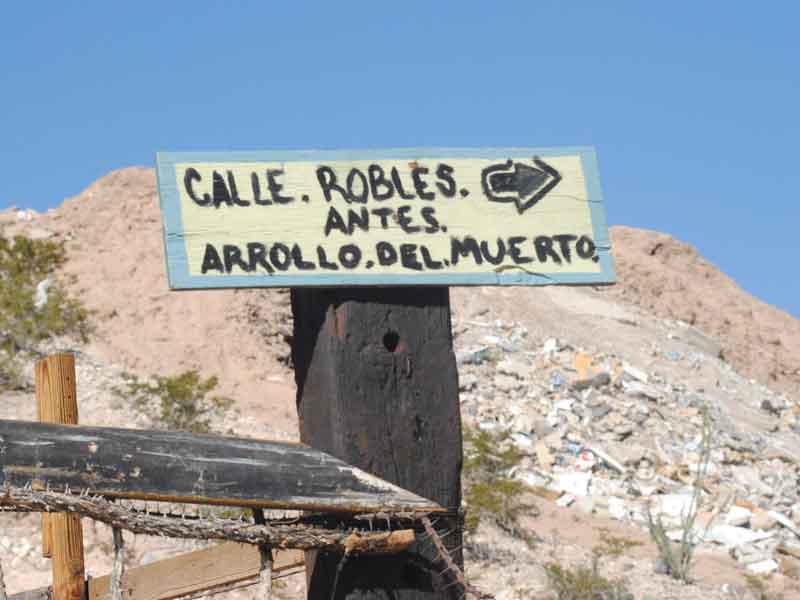 CALLE. ROBLES.
ANTES.
ARROLLO.DEL.MUERTO.